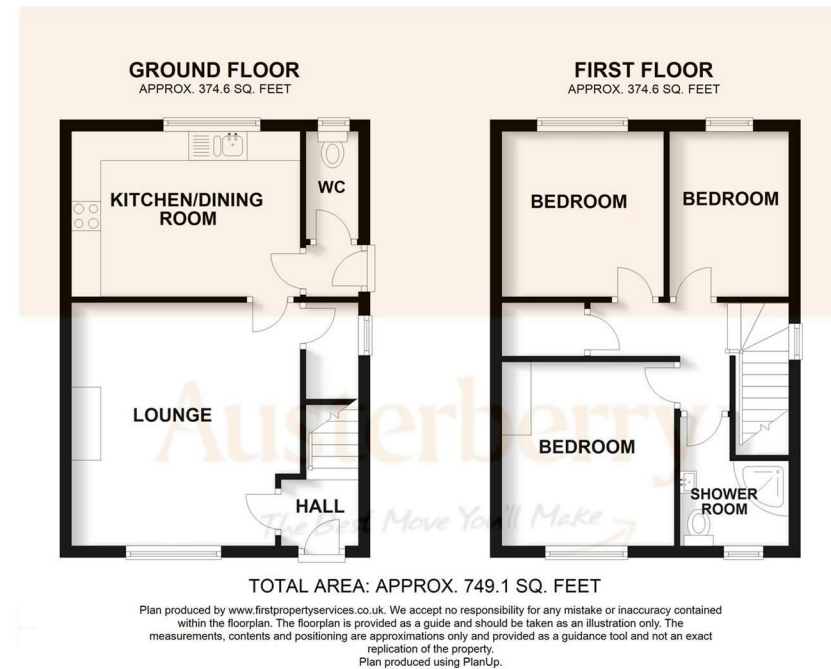 GROUND FLOOR
APPROX. 374.6 SQ. FEET
FIRST FLOOR
APPROX. 374.6 SQ. FEET
KITCHEN/DINING
ROOM
WC
BEDROOM
BEDROOM
LOUNGE
HALL
BEDROOM
SHOWER
ROOM
Austerberry
The Best Move You'll Make
TOTAL AREA: APPROX. 749.1 SQ. FEET
Plan produced by www.firstpropertyservices.co.uk. We accept no responsibility for any mistake or inaccuracy contained
within the floorplan. The floorplan is provided as a guide and should be taken as an illustration only. The
measurements, contents and positioning are approximations only and provided as a guidance tool and not an exact
replication of the property.
Plan produced using PlanUp.